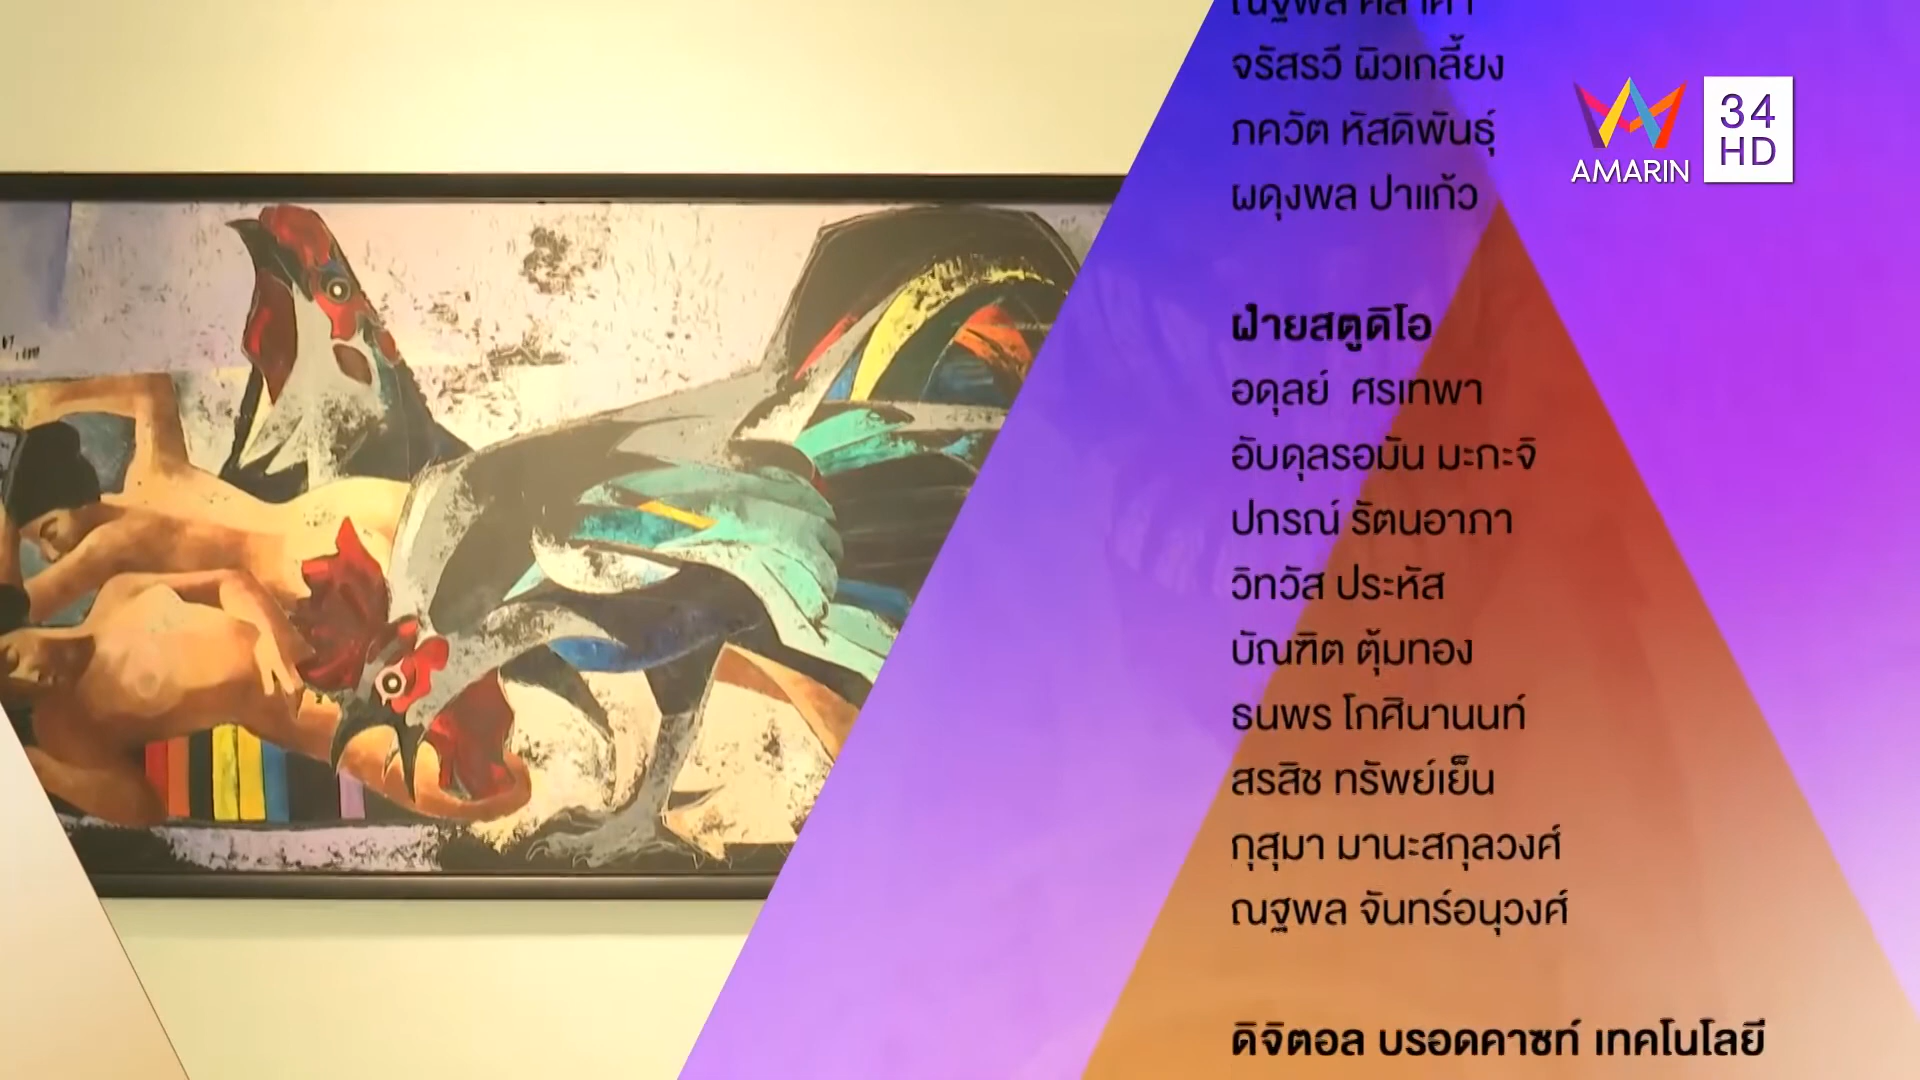 ณัฐพล
จรัสรวี ผิวเกลี้ยง
ภควัต หัสดิพันธุ์
ผดุงพล ปาแก้ว
AMARIN
34
HD
ฝ่ายสตูดิโอ
อดุลย์ ศรเทพา
อับดุลรอมัน มะกะจิ
ปกรณ์ รัตนอาภา
วิทวัส ประหัส
บัณฑิต ตุ้มทอง
ธนพร โกศินานนท์
สรสิช ทรัพย์เย็น
กุสุมา มานะสกุลวงศ์
ณฐพล จันทร์อนุวงศ์
ดิจิตอล บรอดคาซท์ เทคโนโลยี